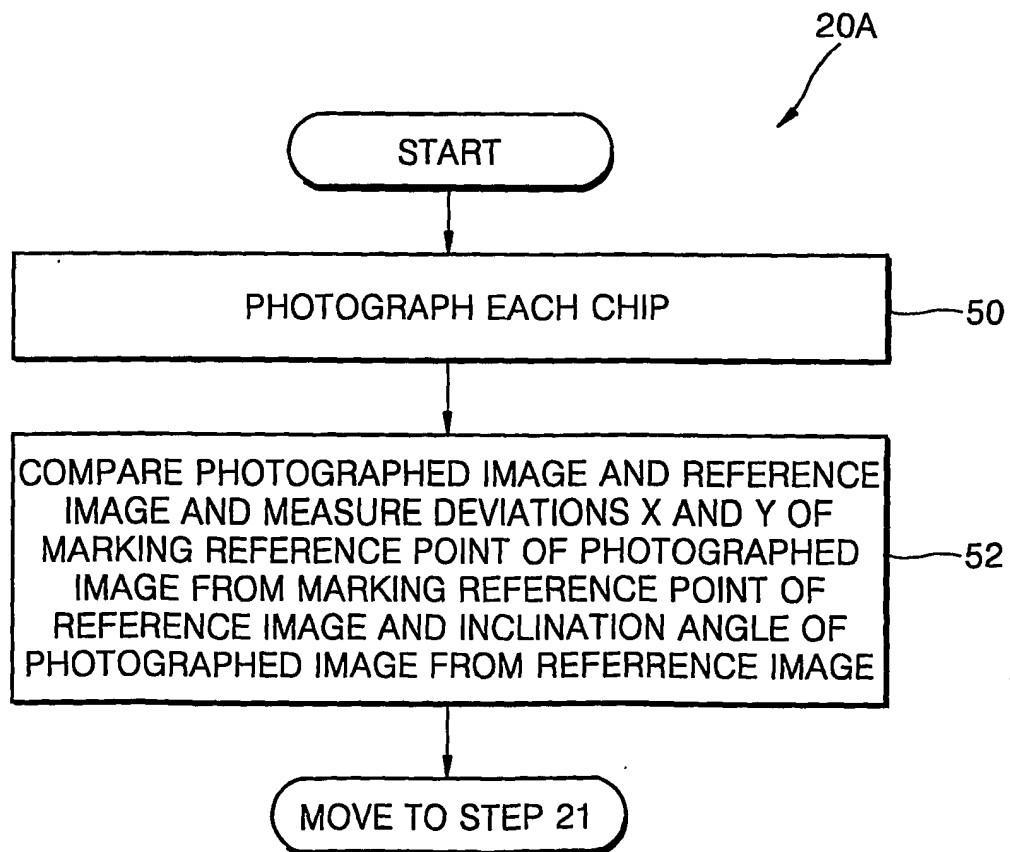 20A
START
PHOTOGRAPH EACH CHIP
50
COMPARE PHOTOGRAPHED IMAGE AND REFERENCE
IMAGE AND MEASURE DEVIATIONS X AND Y OF
MARKING REFERENCE POINT OF PHOTOGRAPHED
IMAGE FROM MARKING REFERENCE POINT OF
REFERENCE IMAGE AND INCLINATION ANGLE OF
PHOTOGRAPHED IMAGE FROM REFERRENCE IMAGE
52
MOVE TO STEP 21